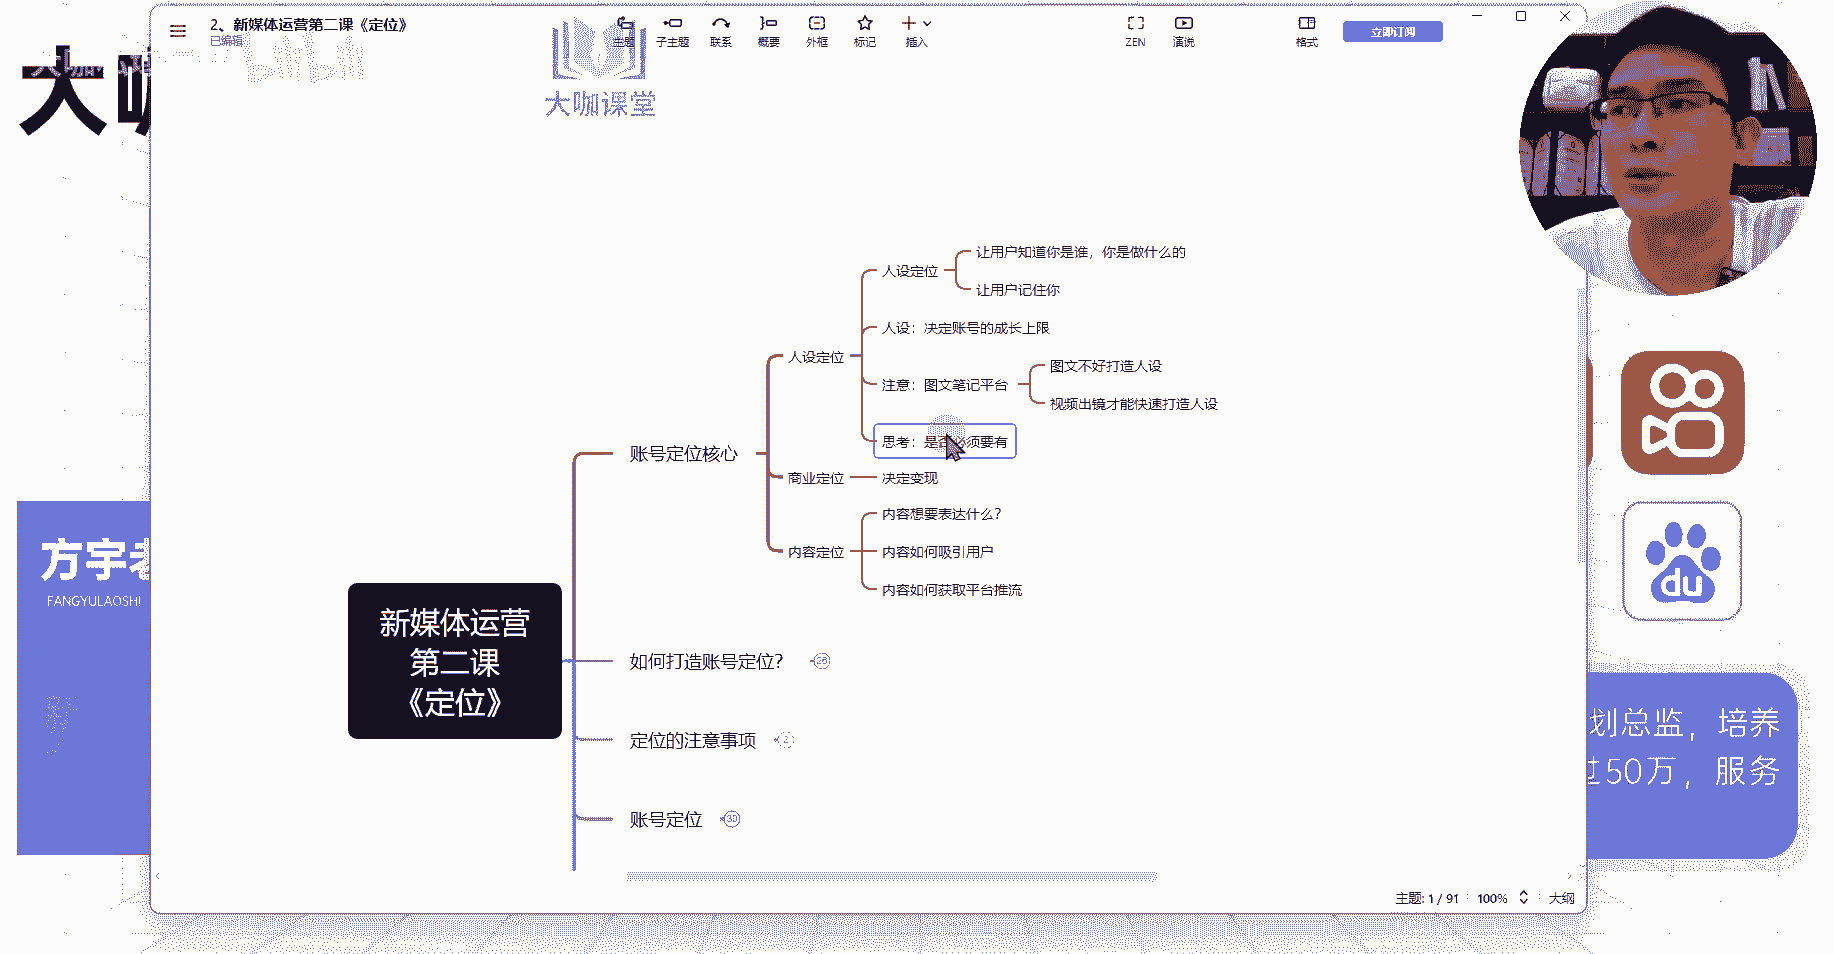 2、新媒体运营第二课《定位》
已编辑
主题
子主题
联系
概要
外框
标记
插入
ZEN
演说
格式
立即订阅
大咖
bilibili
大咖课堂
让用户知道你是谁，你是做什么的
人设定位
让用户记住你
人设：决定账号的成长上限
人设定位
图文不好打造人设
注意：图文笔记平台
视频出镜才能快速打造人设
思考：是否必须要有
账号定位核心
商业定位
决定变现
内容想要表达什么？
内容定位
内容如何吸引用户
内容如何获取平台推流
方宇老
FANGYULAOSHI
新媒体运营
第二课
《定位》
如何打造账号定位？
定位的注意事项
2
账号定位
30
du
划总监，培养
过50万，服务
主题: 1 / 91
100%
大纲